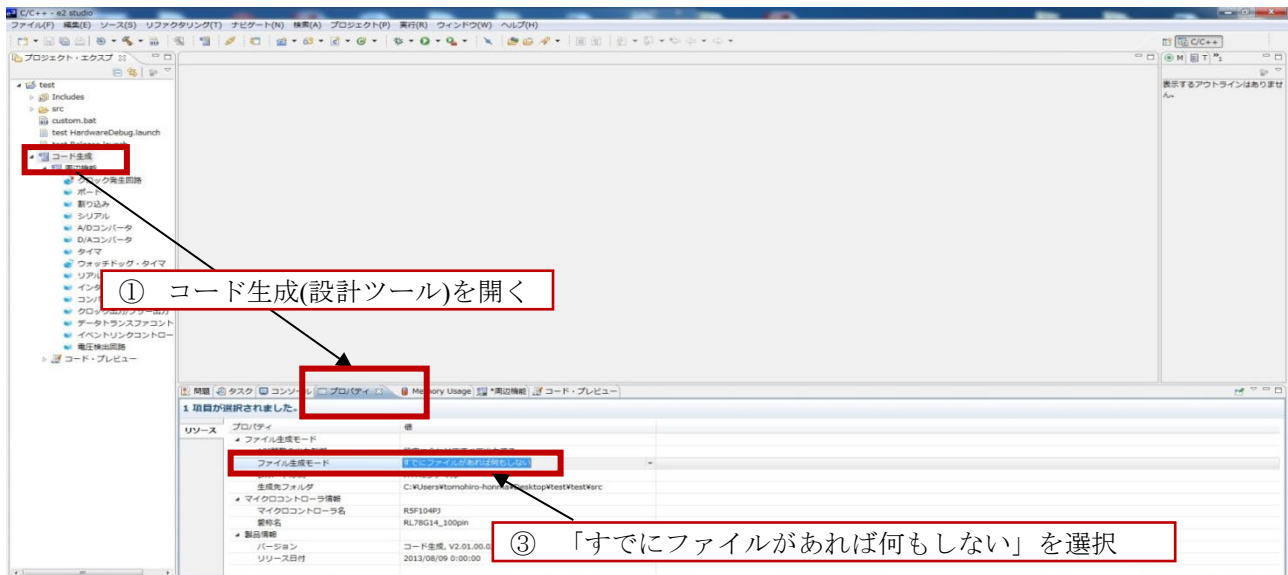 C/C++ - e2 studio
ファイル(F) 編集(E) ソース(S) リファクタリング(T) ナビゲート(N) 検索(A) プロジェクト(P) 実行(R) ウィンドウ(W) ヘルプ(H)
C/C++
プロジェクト・エクスプ
test
Includes
src
custom.bat
test HardwareDebug.launch
コード生成
クロック発生回路
ポート
割り込み
シリアル
A/Dコンバータ
D/Aコンバータ
タイマ
ウォッチドッグ・タイマ
データトランスファコント
イベントリンクコントロー
電圧検出回路
コード・プレビュー
表示するアウトラインはありません。
① コード生成(設計ツール)を開く
問題 タスク コンソール プロパティ Memory Usage *周辺機能 コード・プレビュー
1 項目が選択されました。
リソース
プロパティ 値
ファイル生成モード
ファイル生成モード すでにファイルがあれば何もしない
生成先フォルダ C:¥Users¥tomohiro-honma¥Desktop¥test¥test¥src
マイクロコントローラ情報
マイクロコントローラ名 R5F104PJ
愛称名 RL78G14_100pin
製品情報
バージョン コード生成, V2.01.00.0
リリース日付 2013/08/09 0:00:00
③ 「すでにファイルがあれば何もしない」を選択